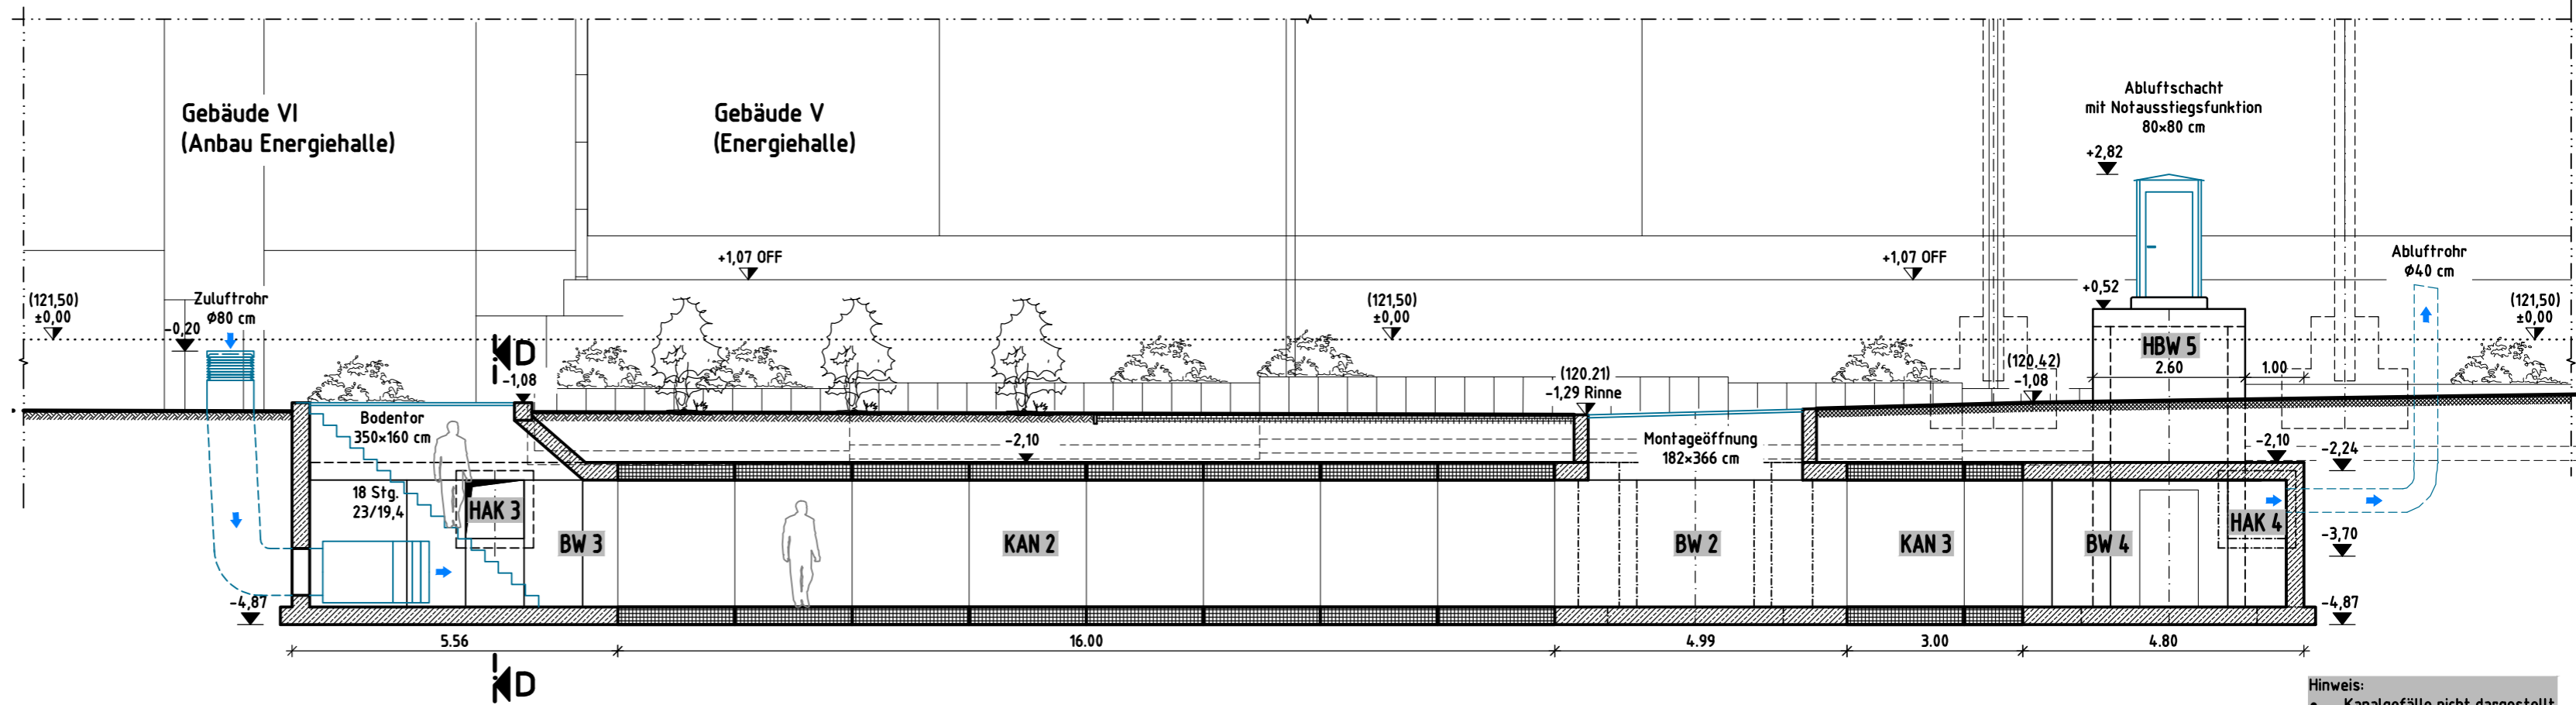 Gebäude VI
(Anbau Energiehalle)
Gebäude V
(Energiehalle)
Abluftschacht
mit Notausstiegsfunktion
80×80 cm
+2,82
+1,07 OFF
+1,07 OFF
Abluftrohr
Ø40 cm
(121,50)
±0,00
Zuluftrohr
Ø80 cm
-0,20
(121,50)
±0,00
+0,52
(121,50)
±0,00
D
-1,08
HBW 5
2.60
1.00
(120.42)
-1,08
(120.21)
-1,29 Rinne
Bodentor
350×160 cm
-2,10
Montageöffnung
182×366 cm
-2,10
-2,24
18 Stg.
23/19,4
HAK 3
BW 3
KAN 2
BW 2
KAN 3
BW 4
HAK 4
-3,70
-4,87
-4,87
5.56
16.00
4.99
3.00
4.80
D
Hinweis: